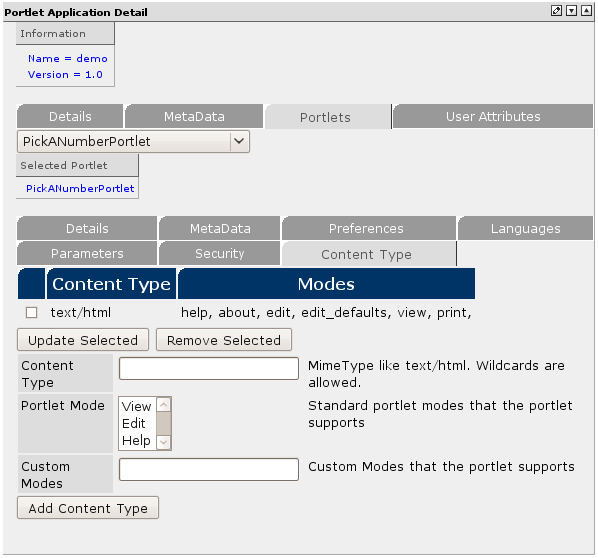 Portlet Application Detail
Information
Name = demo
Version = 1.0
Details MetaData Portlets User Attributes
PickANumberPortlet
Selected Portlet
PickANumberPortlet
Details MetaData Preferences Languages
Parameters Security Content Type
Content Type Modes
text/html help, about, edit, edit_defaults, view, print,
Update Selected Remove Selected
Content Type MimeType like text/html. Wildcards are
allowed.
Portlet Mode View Standard portlet modes that the portlet
Edit supports
Help
Custom Modes Custom Modes that the portlet supports
Add Content Type